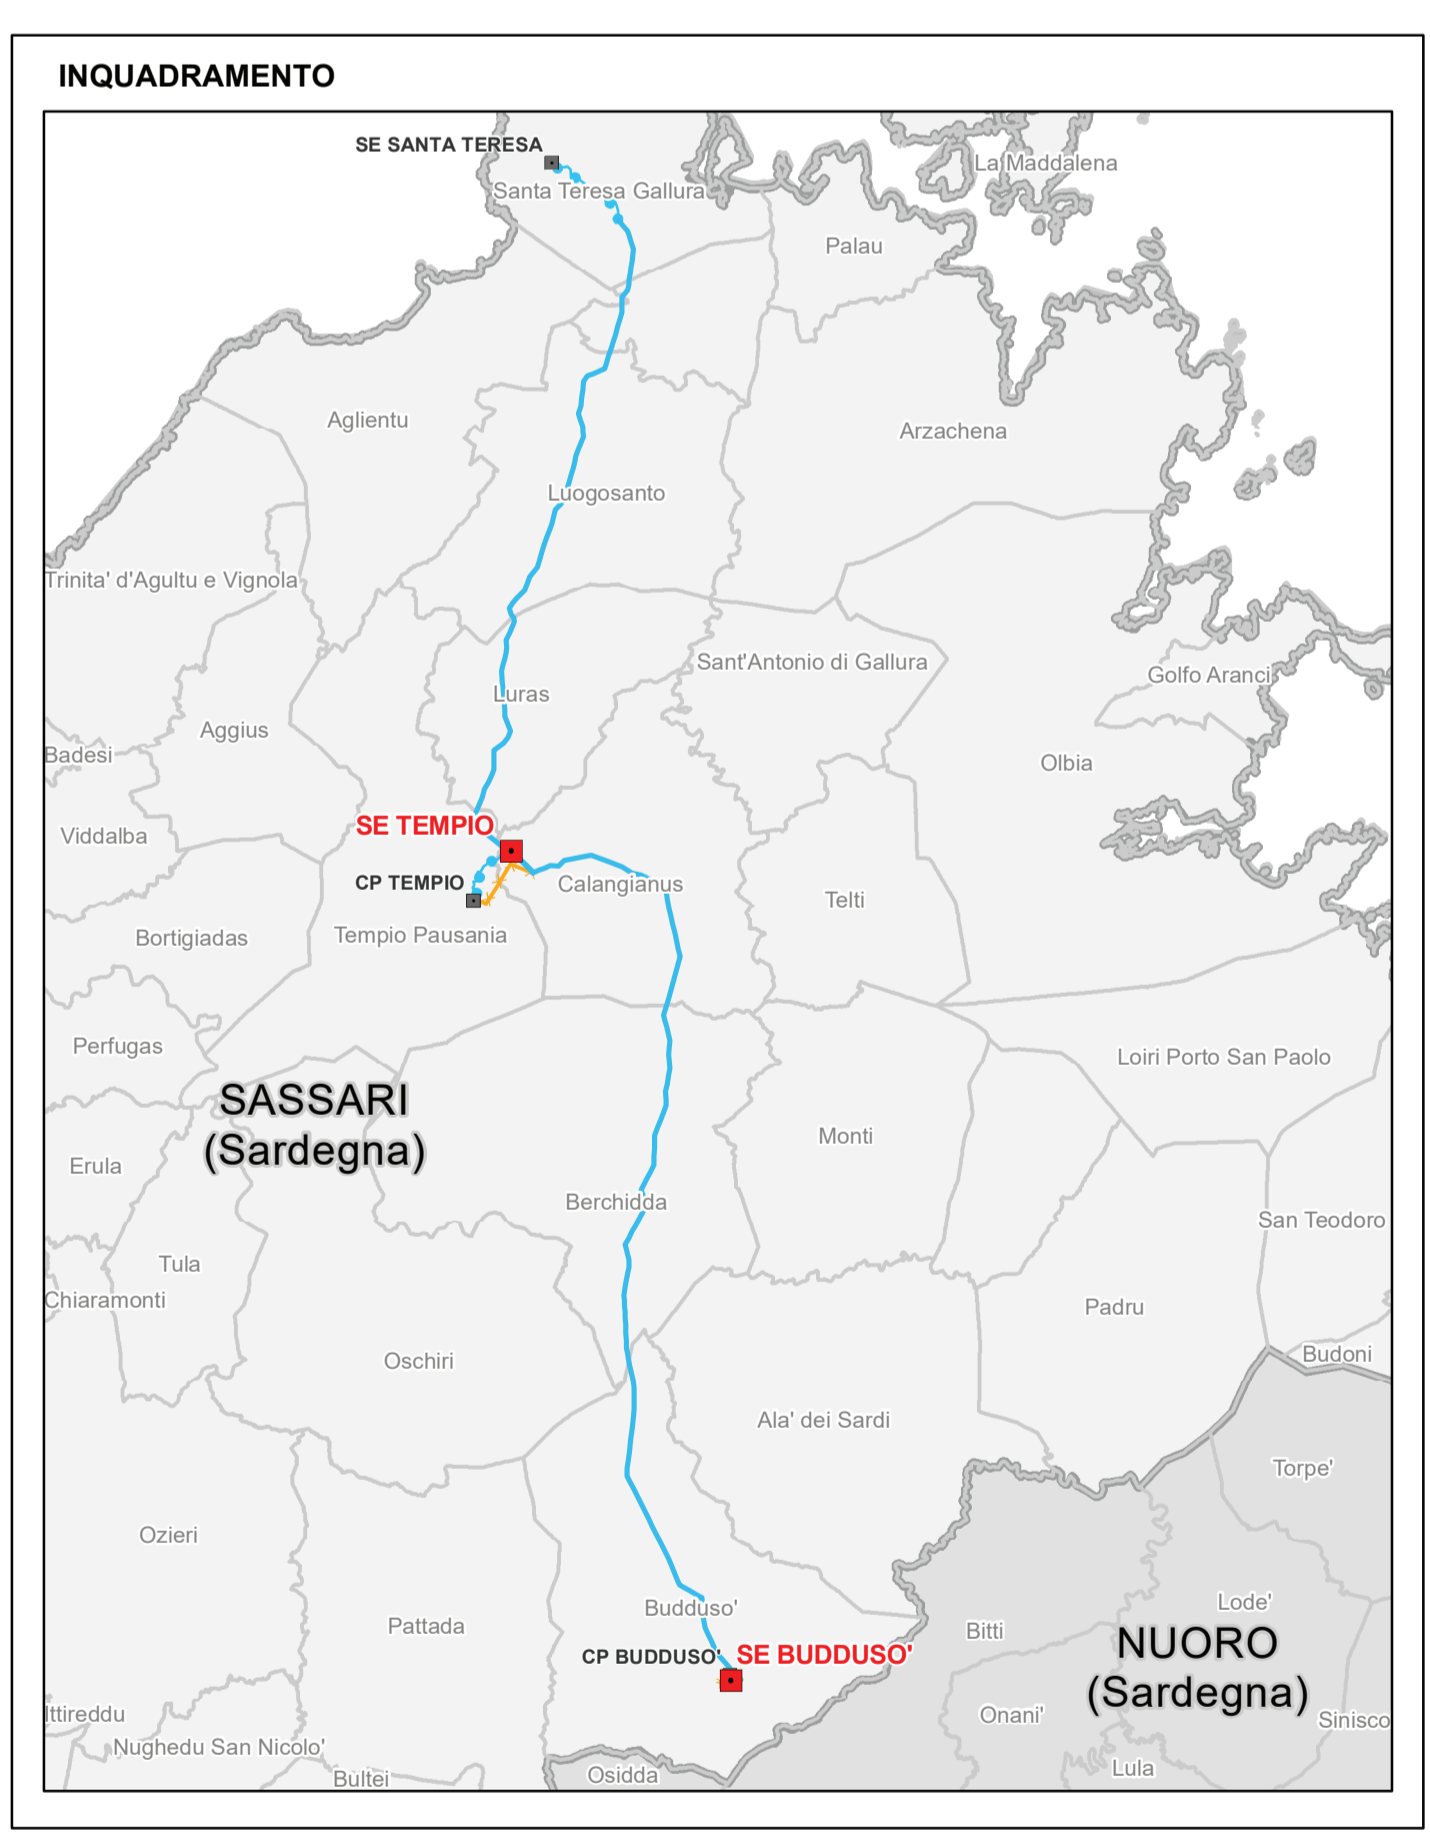 INQUADRAMENTO
SE SANTA TERESA
La Maddalena
Santa Teresa Gallura
Palau
Aglientu
Arzachena
Luogosanto
Trinita' d'Agultu e Vignola
Sant'Antonio di Gallura
Golfo Aranci
Luras
Aggius
Badesi
Olbia
SE TEMPIO
Viddalba
CP TEMPIO
Calangianus
Telti
Tempio Pausania
Bortigiadas
Perfugas
Loiri Porto San Paolo
SASSARI
(Sardegna)
Monti
Erula
Berchidda
San Teodoro
Tula
Chiaramonti
Padru
Budoni
Oschiri
Ala' dei Sardi
Torpe'
Ozieri
Lode'
Budduso'
Pattada
Bitti
NUORO
(Sardegna)
CP BUDDUSO'
SE BUDDUSO'
Ittireddu
Onani'
Sinisco
Nughedu San Nicolo'
Lula
Osidda
Bultei